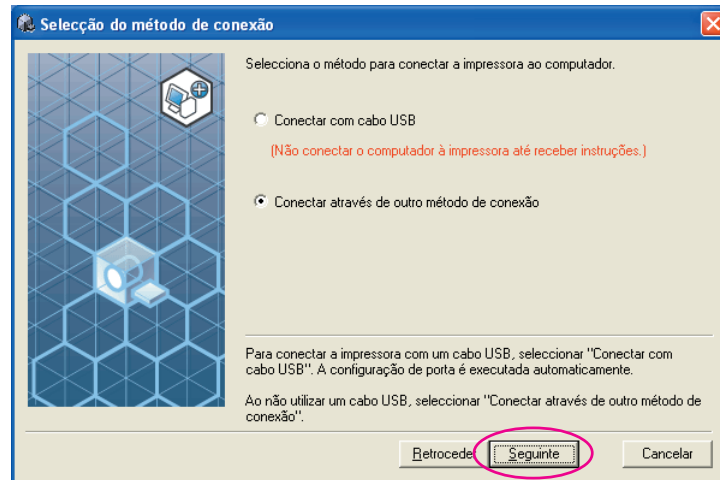 Selecção do método de conexão
Selecciona o método para conectar a impressora ao computador.
Conectar com cabo USB
(Não conectar o computador à impressora até receber instruções.)
Conectar através de outro método de conexão
Para conectar a impressora com um cabo USB, seleccionar "Conectar com
cabo USB". A configuração de porta é executada automaticamente.
Ao não utilizar um cabo USB, seleccionar "Conectar através de outro método de
conexão".
Retrocede Seguinte Cancelar